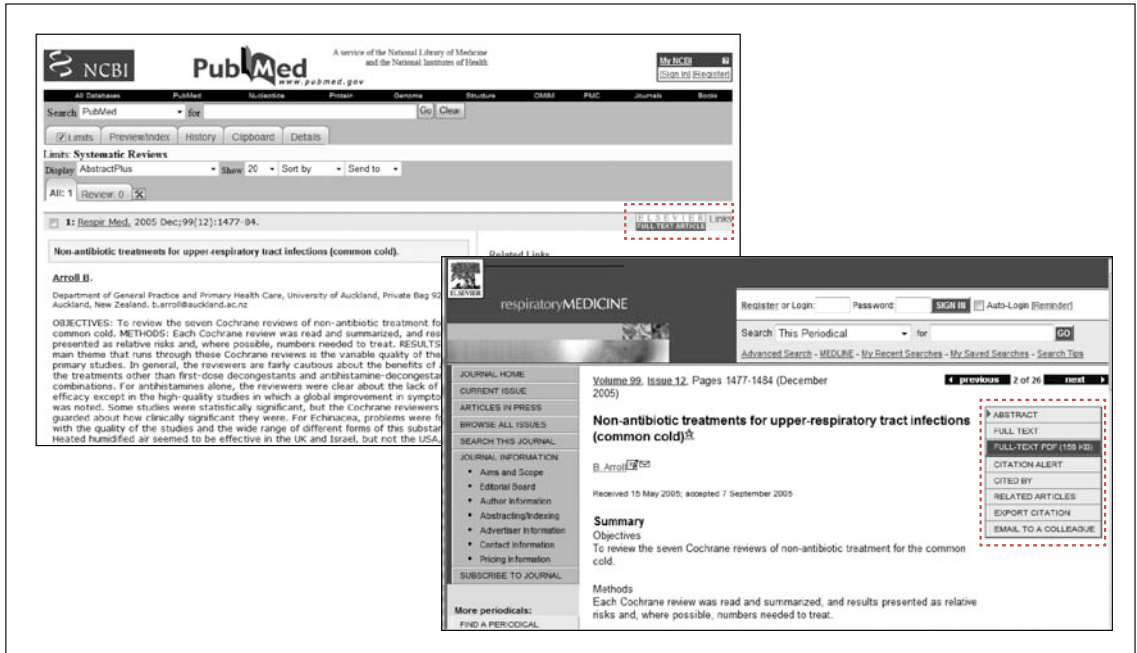 NCBI
PubMed
www.pubmed.gov
A service of the National Library of Medicine
and the National Institutes of Health
My NCBI
[Sign In] [Register]
All Databases PubMed Nucleotide Protein Genome Structure OMIM PMC Journals Books
Search PubMed for Go Clear
Limits Preview/Index History Clipboard Details
Limits: Systematic Reviews
Display AbstractPlus Show 20 Sort by Send to
All: 1 Review: 0
1: Respir Med. 2005 Dec;99(12):1477-84.
ELSEVIER
FULL-TEXT ARTICLE
Links
Non-antibiotic treatments for upper-respiratory tract infections (common cold).
Related Links
Arroll B.
Department of General Practice and Primary Health Care, University of Auckland, Private Bag 92
Auckland, New Zealand. b.arroll@auckland.ac.nz
OBJECTIVES: To review the seven Cochrane reviews of non-antibiotic treatment fo
common cold. METHODS: Each Cochrane review was read and summarized, and res
presented as relative risks and, where possible, numbers needed to treat. RESULTS
main theme that runs through these Cochrane reviews is the variable quality of the
primary studies. In general, the reviewers are fairly cautious about the benefits of
the treatments other than first-dose decongestants and antihistamine-decongestan
combinations. For antihistamines alone, the reviewers were clear about the lack of
efficacy except in the high-quality studies in which a global improvement in sympto
was noted. Some studies were statistically significant, but the Cochrane reviewers
guarded about how clinically significant they were. For Echinacea, problems were fo
with the quality of the studies and the wide range of different forms of this substan
Heated humidified air seemed to be effective in the UK and Israel, but not the USA,
ELSEVIER
respiratoryMEDICINE
Register or Login: Password: SIGN IN Auto-Login [Reminder]
Search This Periodical for GO
Advanced Search - MEDLINE - My Recent Searches - My Saved Searches - Search Tips
JOURNAL HOME
CURRENT ISSUE
ARTICLES IN PRESS
BROWSE ALL ISSUES
SEARCH THIS JOURNAL
JOURNAL INFORMATION
• Aims and Scope
• Editorial Board
• Author Information
• Abstracting/Indexing
• Advertiser Information
• Contact Information
• Pricing Information
SUBSCRIBE TO JOURNAL
More periodicals:
FIND A PERIODICAL
Volume 99, Issue 12, Pages 1477-1484 (December
2005)
previous 2 of 26 next
Non-antibiotic treatments for upper-respiratory tract infections
(common cold)☆
B. Arroll
Received 15 May 2005; accepted 7 September 2005
Summary
Objectives
To review the seven Cochrane reviews of non-antibiotic treatment for the common
cold.
Methods
Each Cochrane review was read and summarized, and results presented as relative
risks and, where possible, numbers needed to treat.
ABSTRACT
FULL TEXT
FULL-TEXT PDF (158 KB)
CITATION ALERT
CITED BY
RELATED ARTICLES
EXPORT CITATION
EMAIL TO A COLLEAGUE